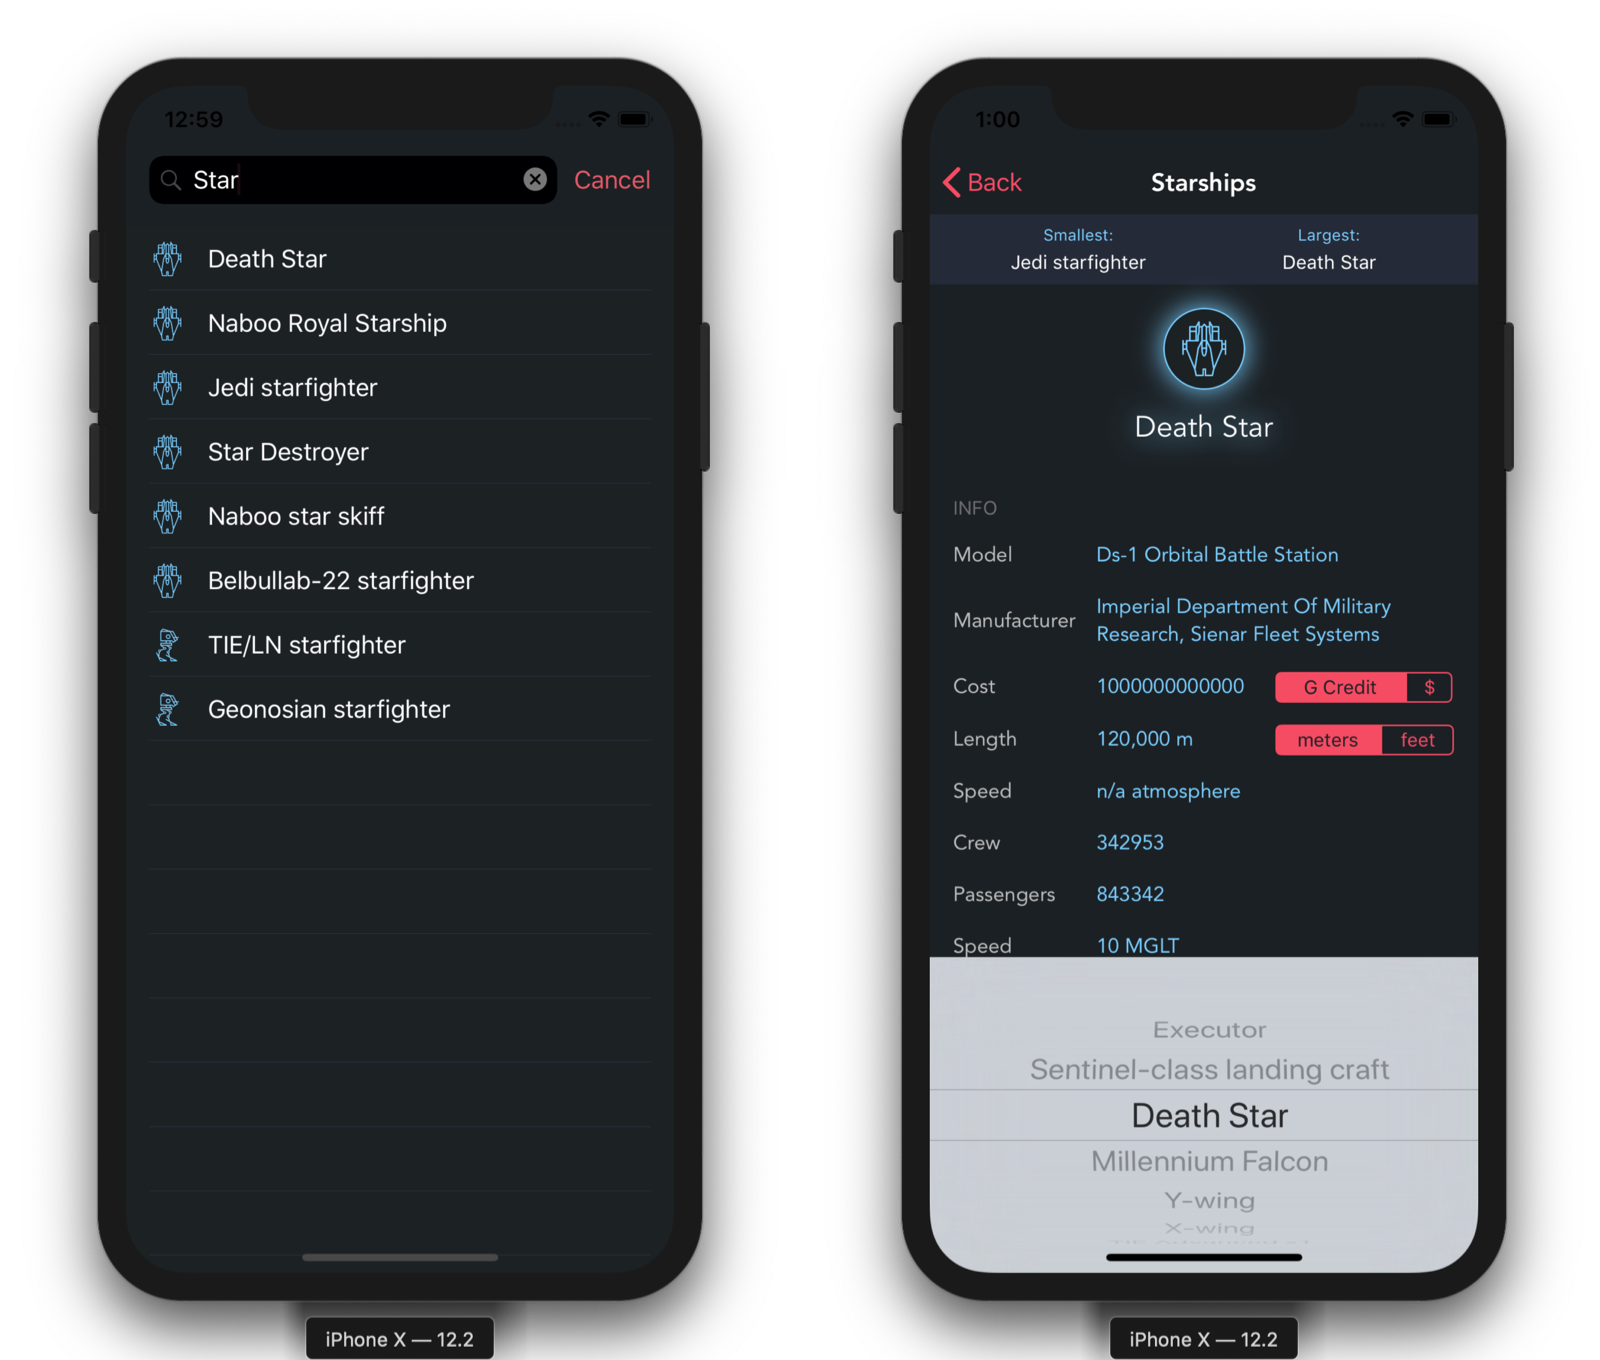 12:59
Star
Cancel
Death Star
Naboo Royal Starship
Jedi starfighter
Star Destroyer
Naboo star skiff
Belbullab-22 starfighter
TIE/LN starfighter
Geonosian starfighter
iPhone X — 12.2
1:00
Back
Starships
Smallest:
Jedi starfighter
Largest:
Death Star
Death Star
INFO
Model
Ds-1 Orbital Battle Station
Manufacturer
Imperial Department Of Military
Research, Sienar Fleet Systems
Cost
1000000000000
G Credit
$
Length
120,000 m
meters
feet
Speed
n/a atmosphere
Crew
342953
Passengers
843342
Speed
10 MGLT
Executor
Sentinel-class landing craft
Death Star
Millennium Falcon
Y-wing
X-wing
iPhone X — 12.2